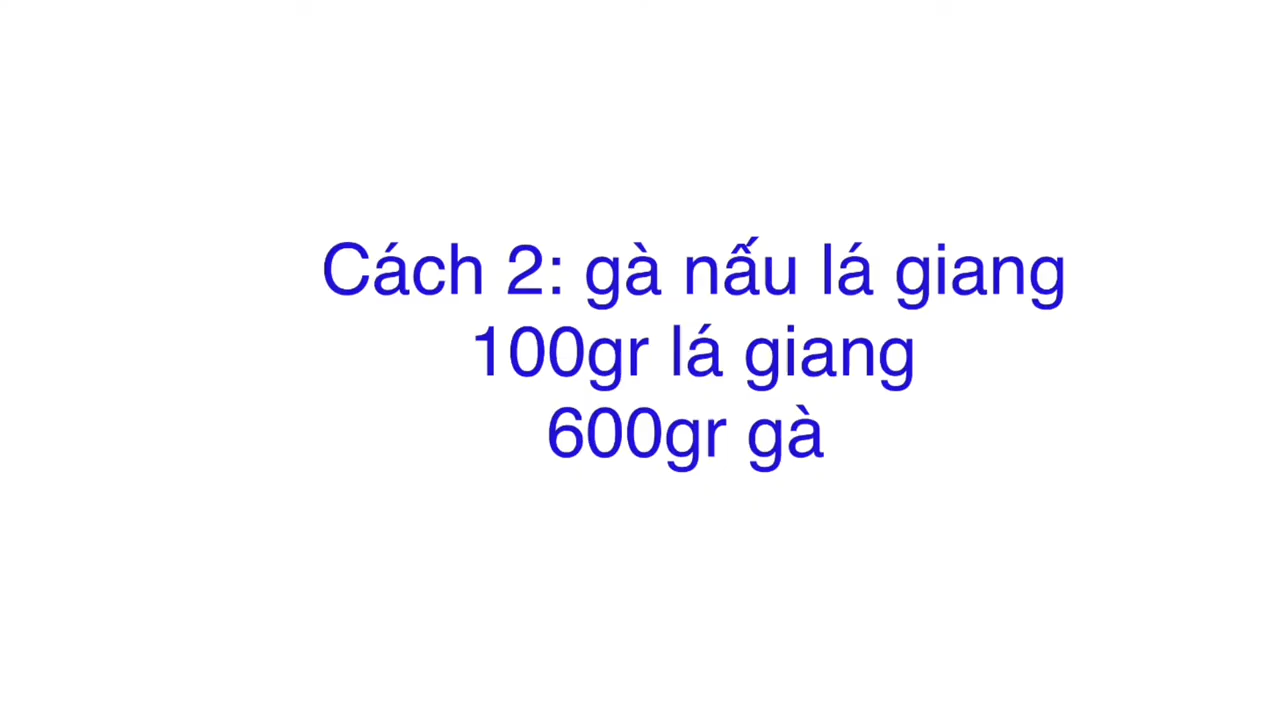 Cách 2: gà nấu lá giang
100gr lá giang
600gr gà